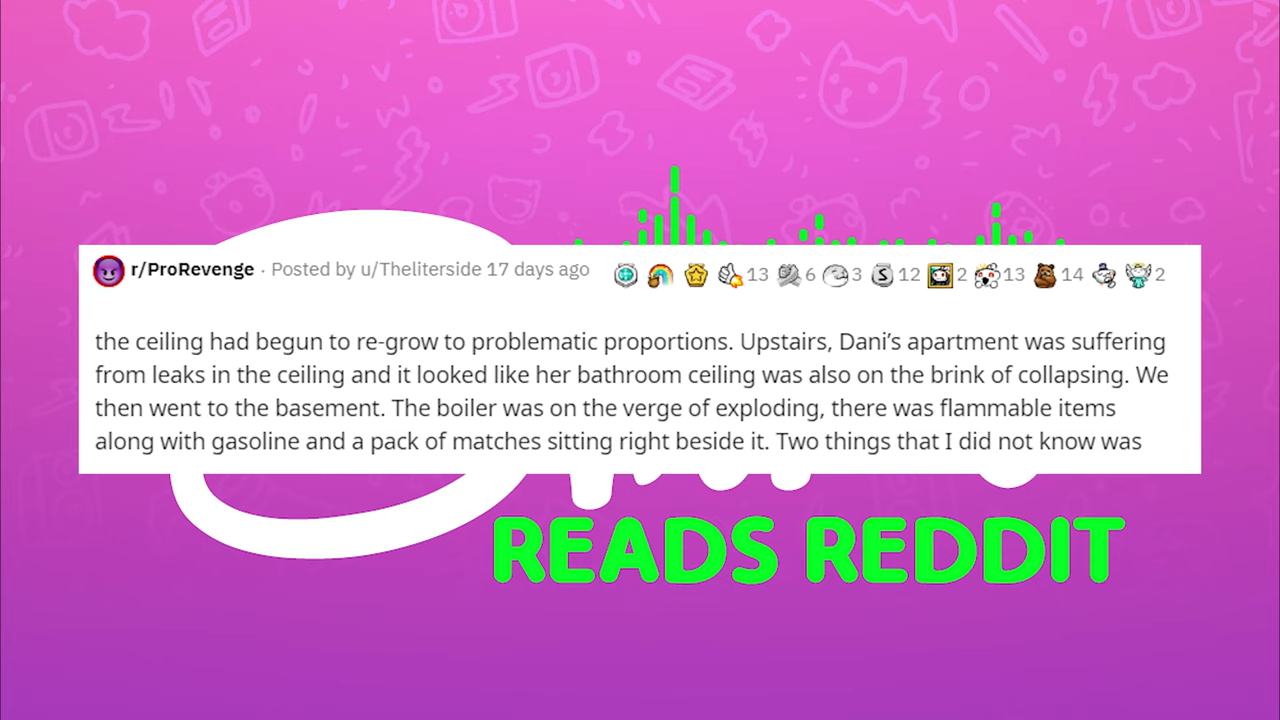 r/ProRevenge · Posted by u/Theliterside 17 days ago 13 6 3 12 2 13 14 2
the ceiling had begun to re-grow to problematic proportions. Upstairs, Dani’s apartment was suffering
from leaks in the ceiling and it looked like her bathroom ceiling was also on the brink of collapsing. We
then went to the basement. The boiler was on the verge of exploding, there was flammable items
along with gasoline and a pack of matches sitting right beside it. Two things that I did not know was
READS REDDIT